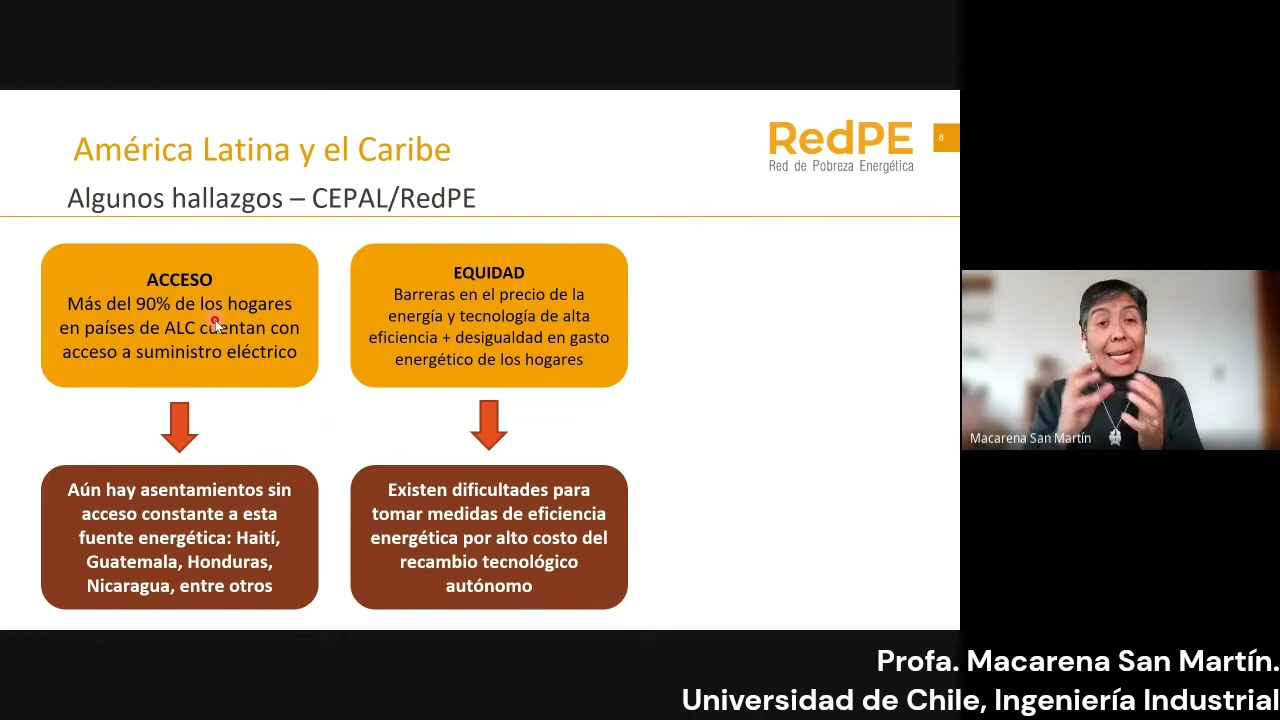 América Latina y el Caribe
Algunos hallazgos – CEPAL/RedPE
RedPE
Red de Pobreza Energética
8
ACCESO
Más del 90% de los hogares
en países de ALC cuentan con
acceso a suministro eléctrico
EQUIDAD
Barreras en el precio de la
energía y tecnología de alta
eficiencia + desigualdad en gasto
energético de los hogares
Aún hay asentamientos sin
acceso constante a esta
fuente energética: Haití,
Guatemala, Honduras,
Nicaragua, entre otros
Existen dificultades para
tomar medidas de eficiencia
energética por alto costo del
recambio tecnológico
autónomo
Macarena San Martín
Profa. Macarena San Martín.
Universidad de Chile, Ingeniería Industrial